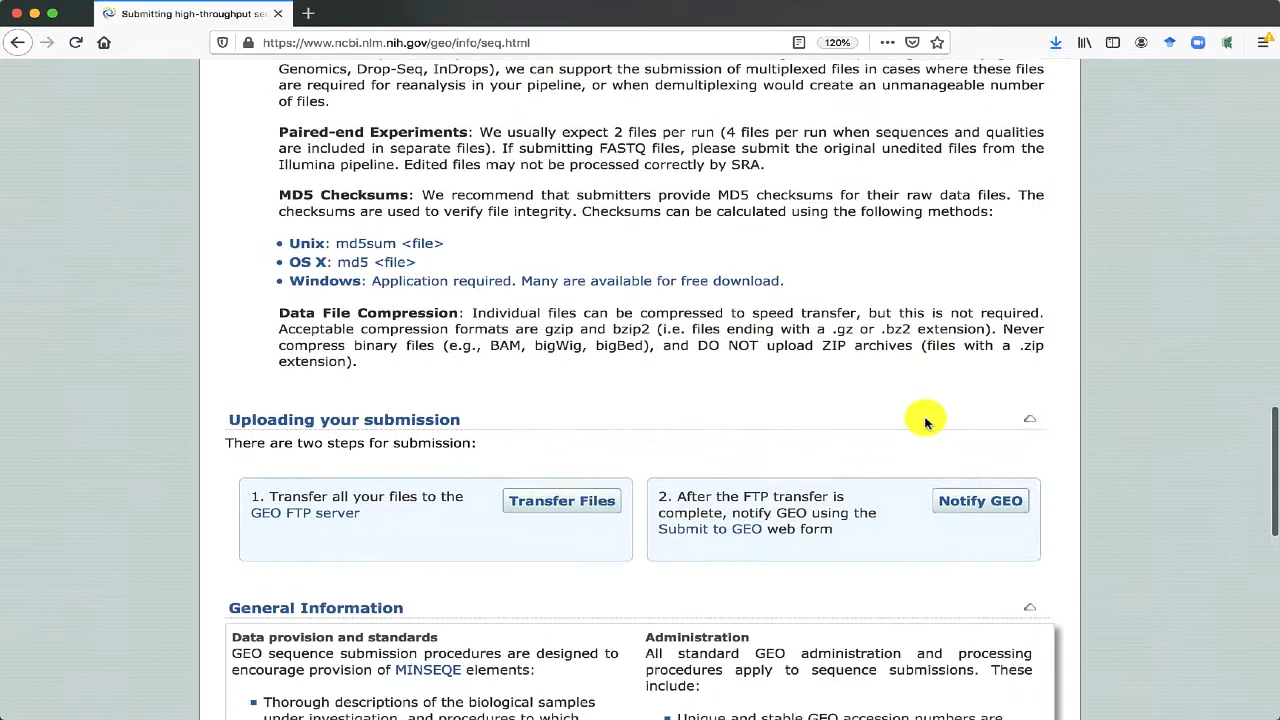 Submitting high-throughput se
https://www.ncbi.nlm.nih.gov/geo/info/seq.html
120%
Genomics, Drop-Seq, InDrops), we can support the submission of multiplexed files in cases where these files
are required for reanalysis in your pipeline, or when demultiplexing would create an unmanageable number
of files.
Paired-end Experiments: We usually expect 2 files per run (4 files per run when sequences and qualities
are included in separate files). If submitting FASTQ files, please submit the original unedited files from the
Illumina pipeline. Edited files may not be processed correctly by SRA.
MD5 Checksums: We recommend that submitters provide MD5 checksums for their raw data files. The
checksums are used to verify file integrity. Checksums can be calculated using the following methods:
• Unix: md5sum <file>
• OS X: md5 <file>
• Windows: Application required. Many are available for free download.
Data File Compression: Individual files can be compressed to speed transfer, but this is not required.
Acceptable compression formats are gzip and bzip2 (i.e. files ending with a .gz or .bz2 extension). Never
compress binary files (e.g., BAM, bigWig, bigBed), and DO NOT upload ZIP archives (files with a .zip
extension).
Uploading your submission
There are two steps for submission:
1. Transfer all your files to the
GEO FTP server
Transfer Files
2. After the FTP transfer is
complete, notify GEO using the
Submit to GEO web form
Notify GEO
General Information
Data provision and standards
GEO sequence submission procedures are designed to
encourage provision of MINSEQE elements:
Thorough descriptions of the biological samples
under investigation, and procedures to which
Administration
All standard GEO administration and processing
procedures apply to sequence submissions. These
include:
Unique and stable GEO accession numbers are